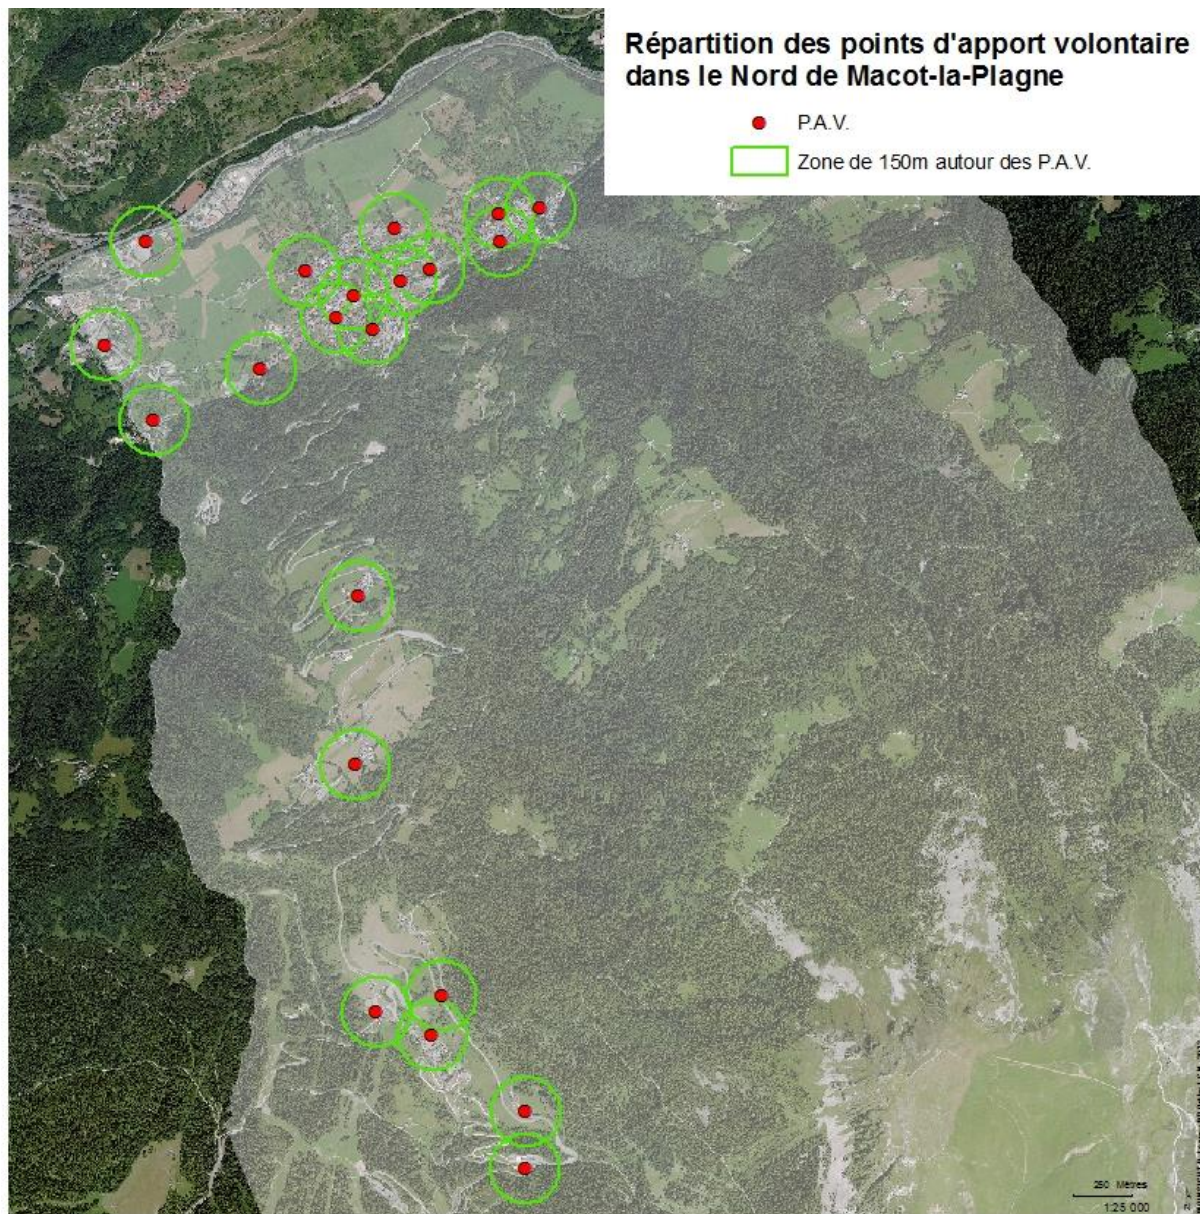 Répartition des points d'apport volontaire
dans le Nord de Macot-la-Plagne
P.A.V.
Zone de 150m autour des P.A.V.
250 Mètres
1:25 000